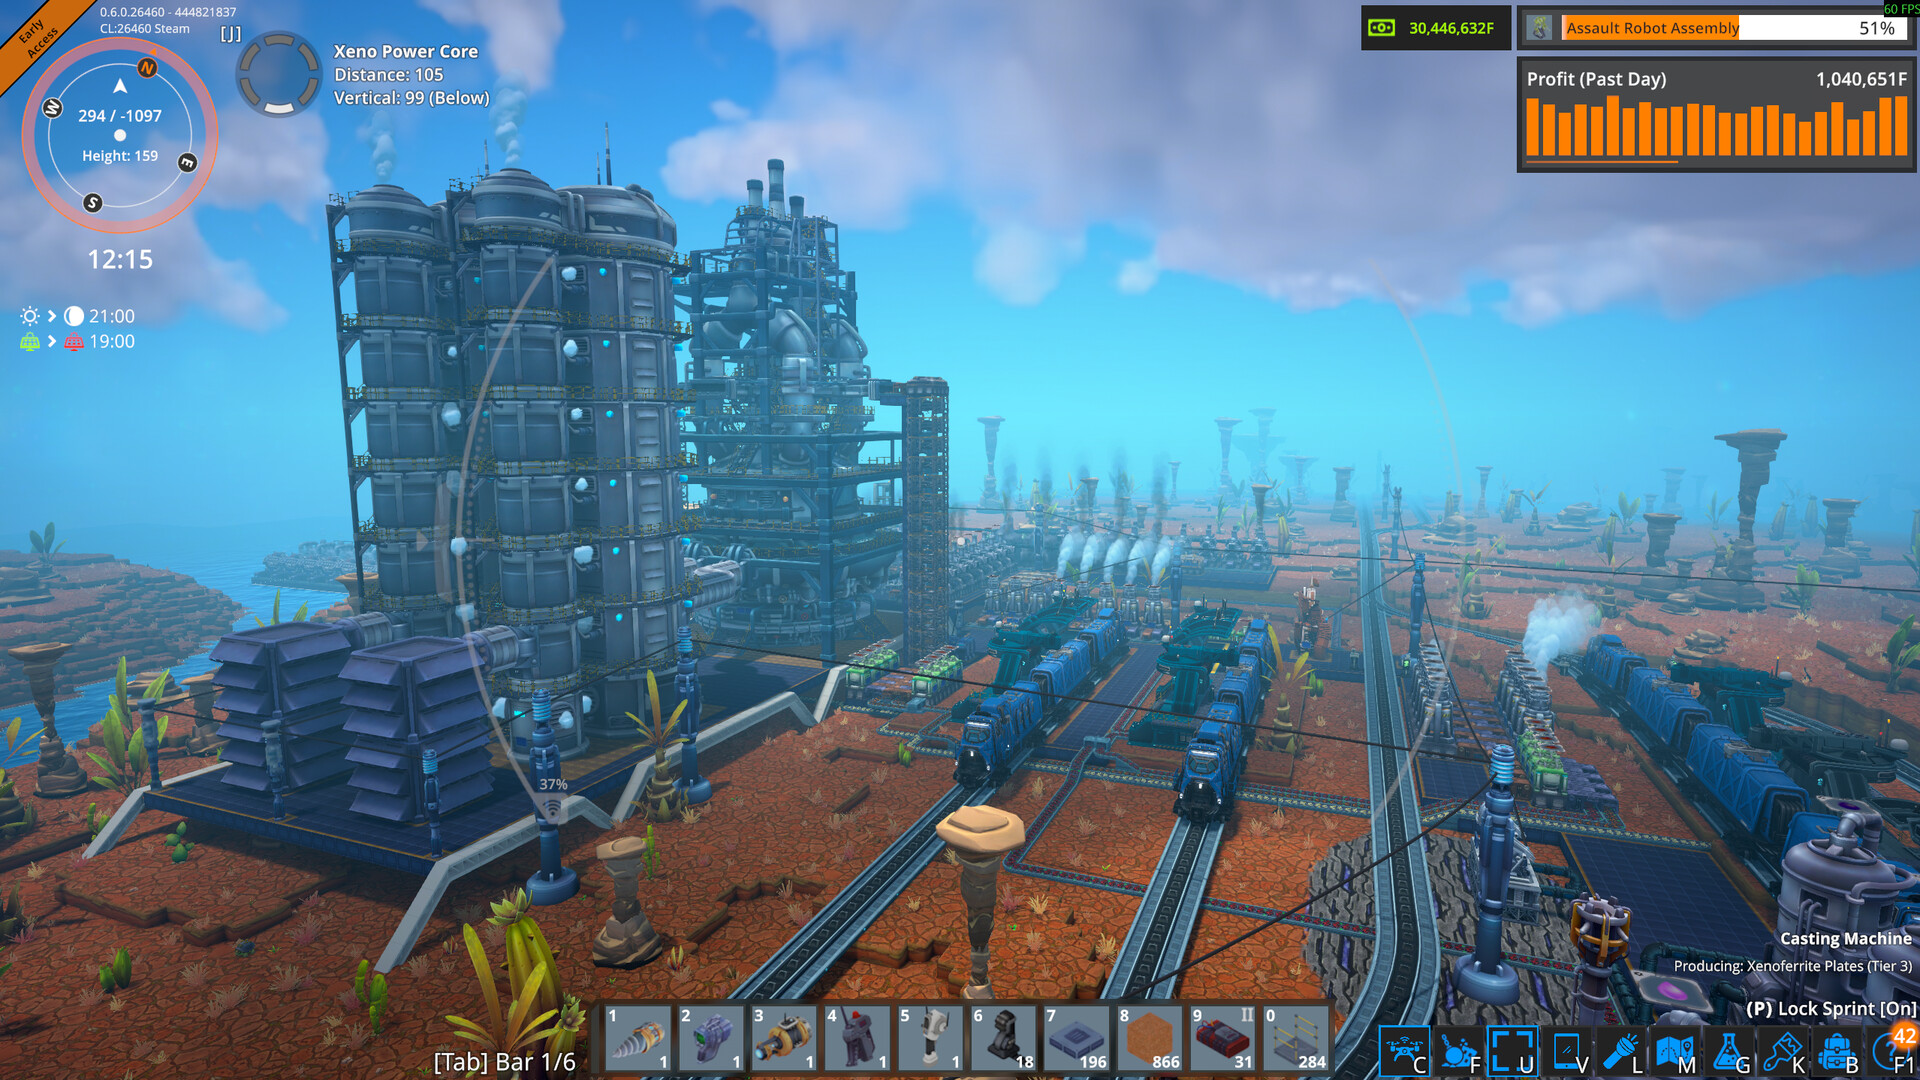 Early Access
0.6.0.26460 - 444821837
CL:26460 Steam
[J]
N
W
E
S
294 / -1097
Height: 159
12:15
21:00
19:00
Xeno Power Core
Distance: 105
Vertical: 99 (Below)
30,446,632F
60 FPS
Assault Robot Assembly
51%
Profit (Past Day)
1,040,651F
37%
Casting Machine
Producing: Xenoferrite Plates (Tier 3)
(P) Lock Sprint [On]
[Tab] Bar 1/6
1 1
2 1
3 1
4 1
5 1
6 18
7 196
8 866
9 II 31
0 284
C
F
U
V
L
M
G
K
B
42
F1